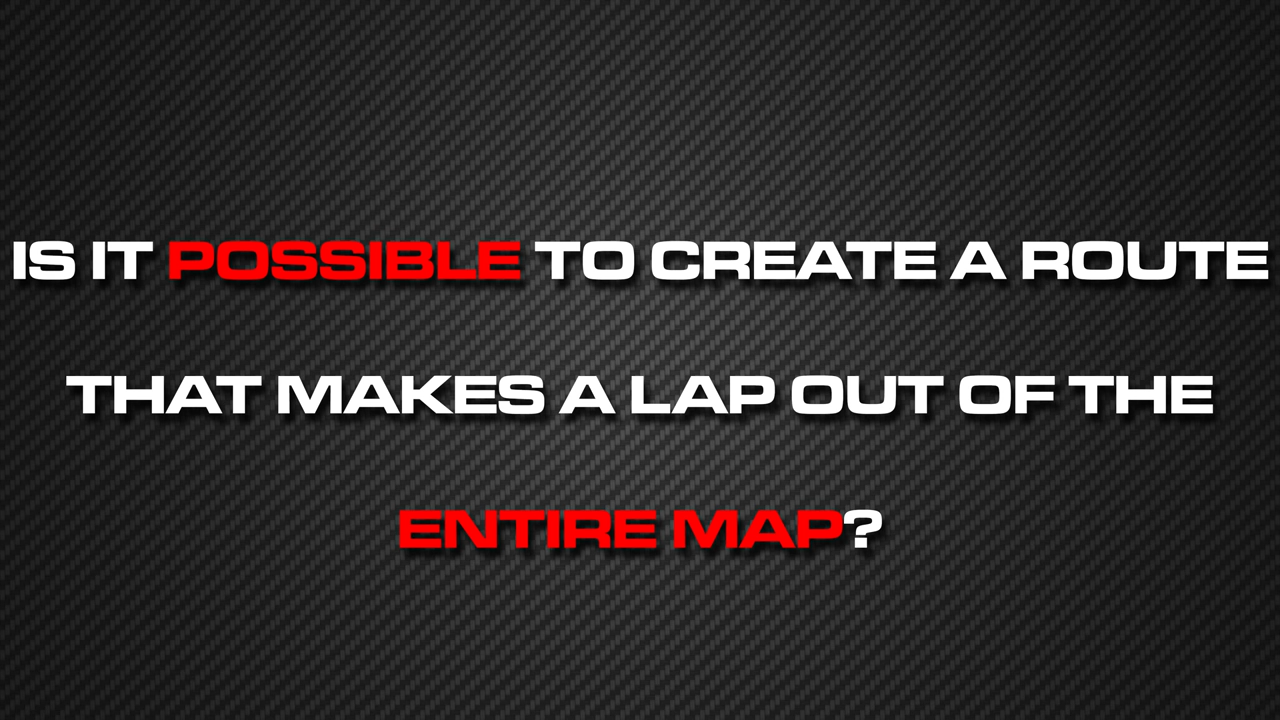 IS IT POSSIBLE TO CREATE A ROUTE
THAT MAKES A LAP OUT OF THE
ENTIRE MAP?